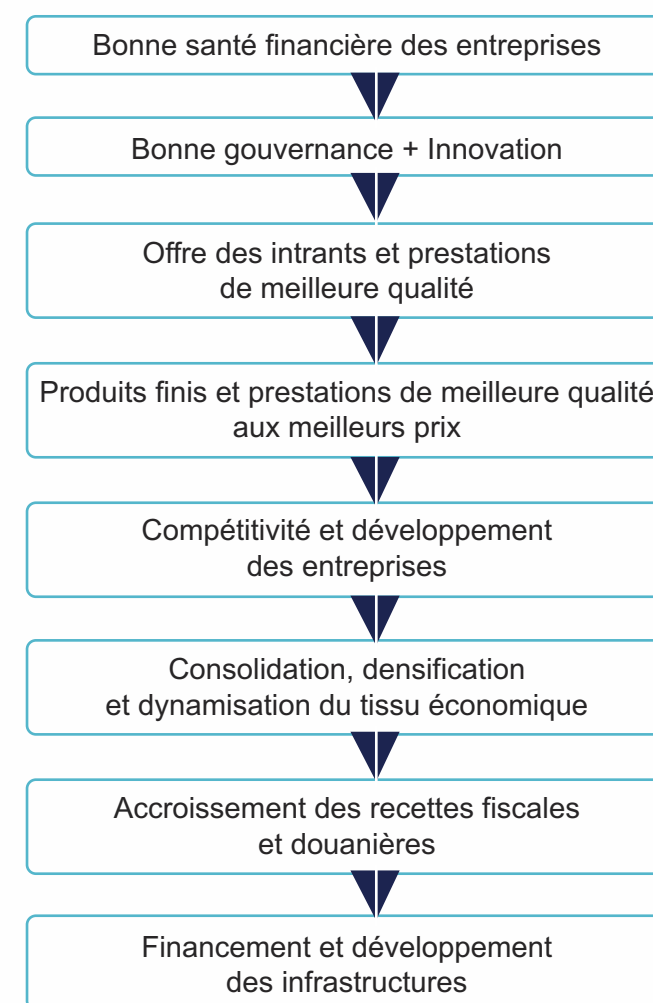 Bonne santé financière des entreprises
Bonne gouvernance + Innovation
Offre des intrants et prestations
de meilleure qualité
Produits finis et prestations de meilleure qualité
aux meilleurs prix
Compétitivité et développement
des entreprises
Consolidation, densification
et dynamisation du tissu économique
Accroissement des recettes fiscales
et douanières
Financement et développement
des infrastructures